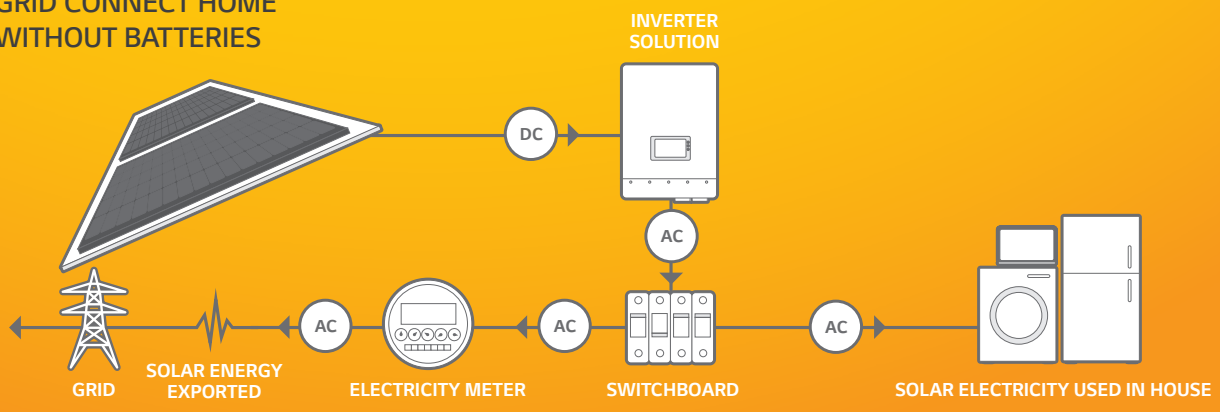 GRID CONNECT HOME
WITHOUT BATTERIES
INVERTER
SOLUTION
DC
AC
AC
AC
AC
GRID
SOLAR ENERGY
EXPORTED
ELECTRICITY METER
SWITCHBOARD
SOLAR ELECTRICITY USED IN HOUSE